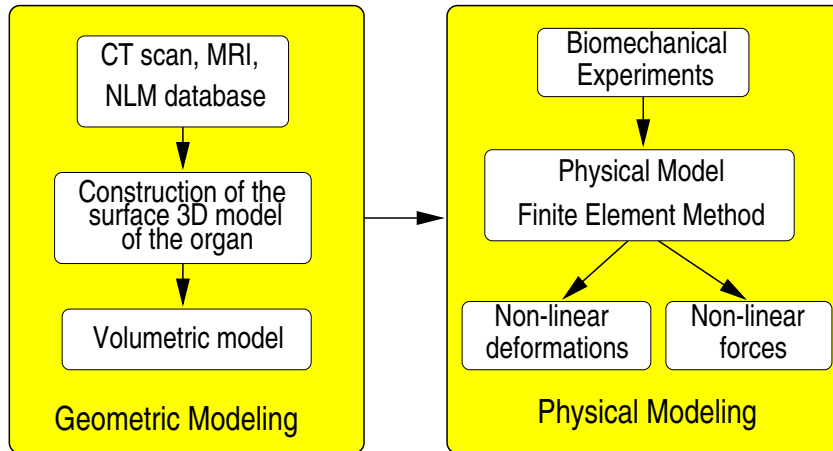 CT scan, MRI,
NLM database
Construction of the
surface 3D model
of the organ
Volumetric model
Geometric Modeling
Biomechanical
Experiments
Physical Model
Finite Element Method
Non-linear
deformations
Non-linear
forces
Physical Modeling